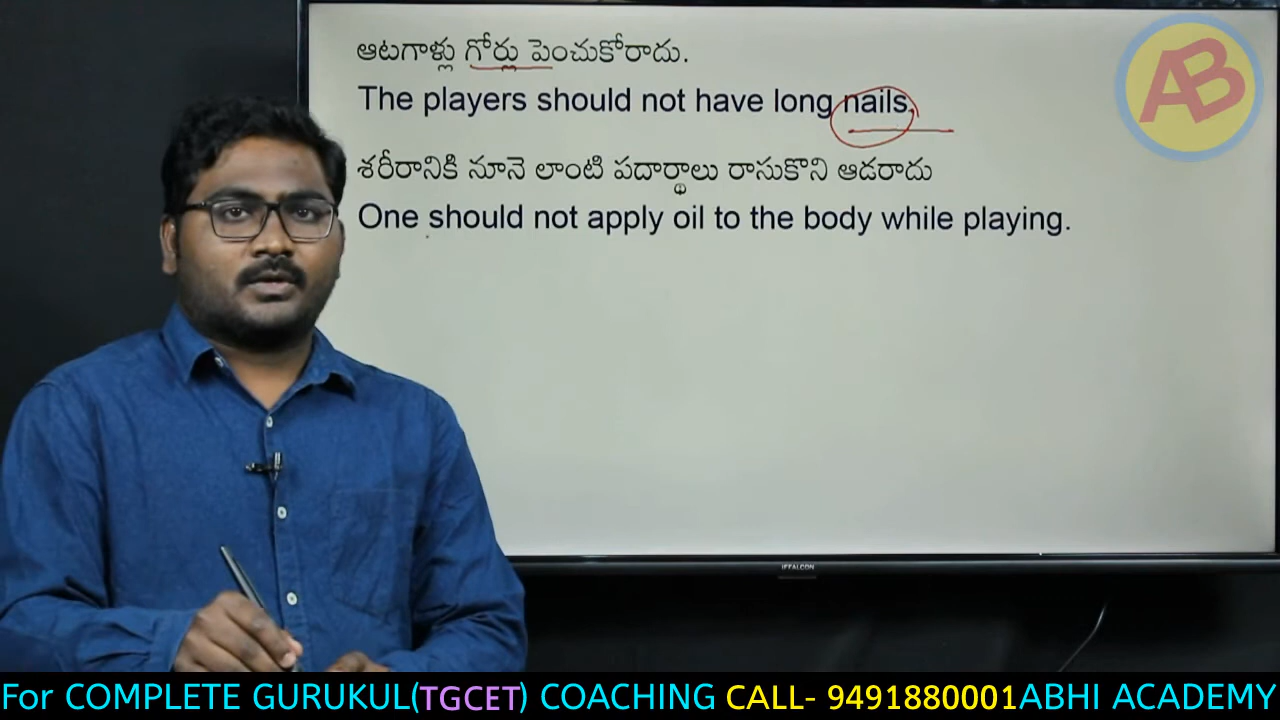 ఆటగాళ్లు గోర్లు పెంచుకోరాదు.
The players should not have long nails,
శరీరానికి నూనె లాంటి పదార్థాలు రాసుకొని ఆడరాదు
One should not apply oil to the body while playing.
AB
IFFALCON
For COMPLETE GURUKUL(TGCET) COACHING CALL- 9491880001ABHI ACADEMY